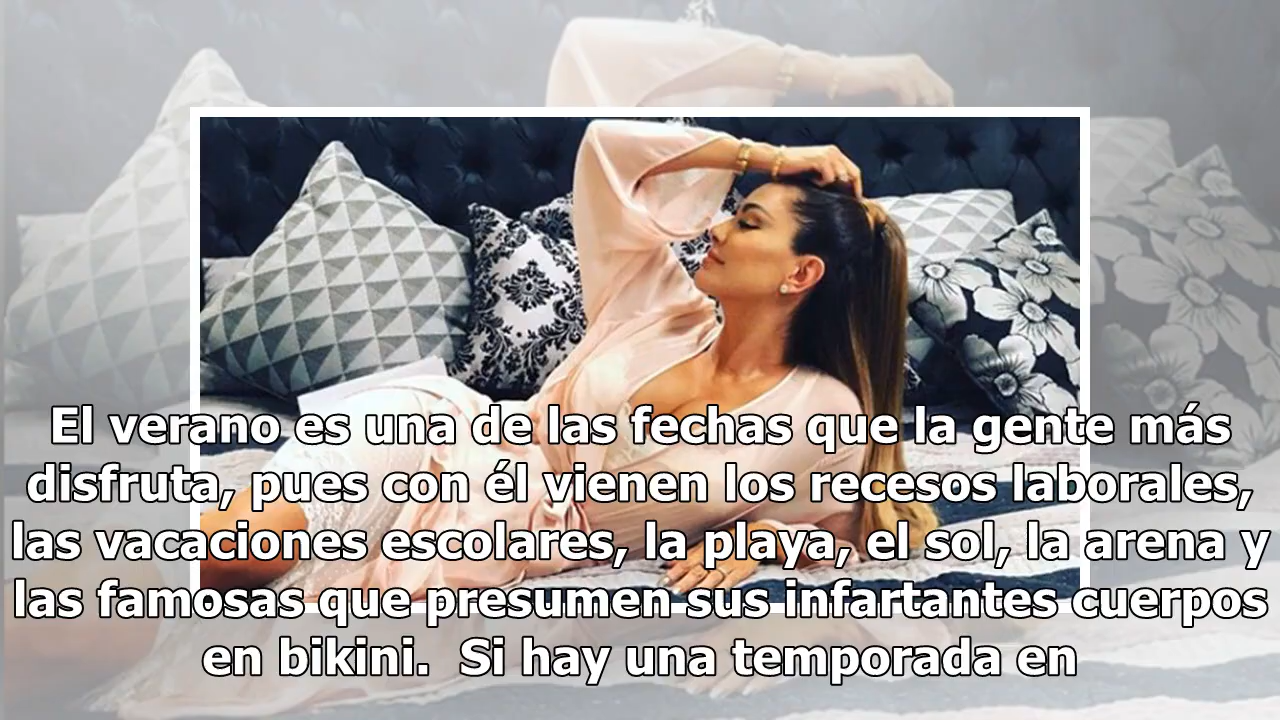 El verano es una de las fechas que la gente más
disfruta, pues con él vienen los recesos laborales,
las vacaciones escolares, la playa, el sol, la arena y
las famosas que presumen sus infartantes cuerpos
en bikini.  Si hay una temporada en